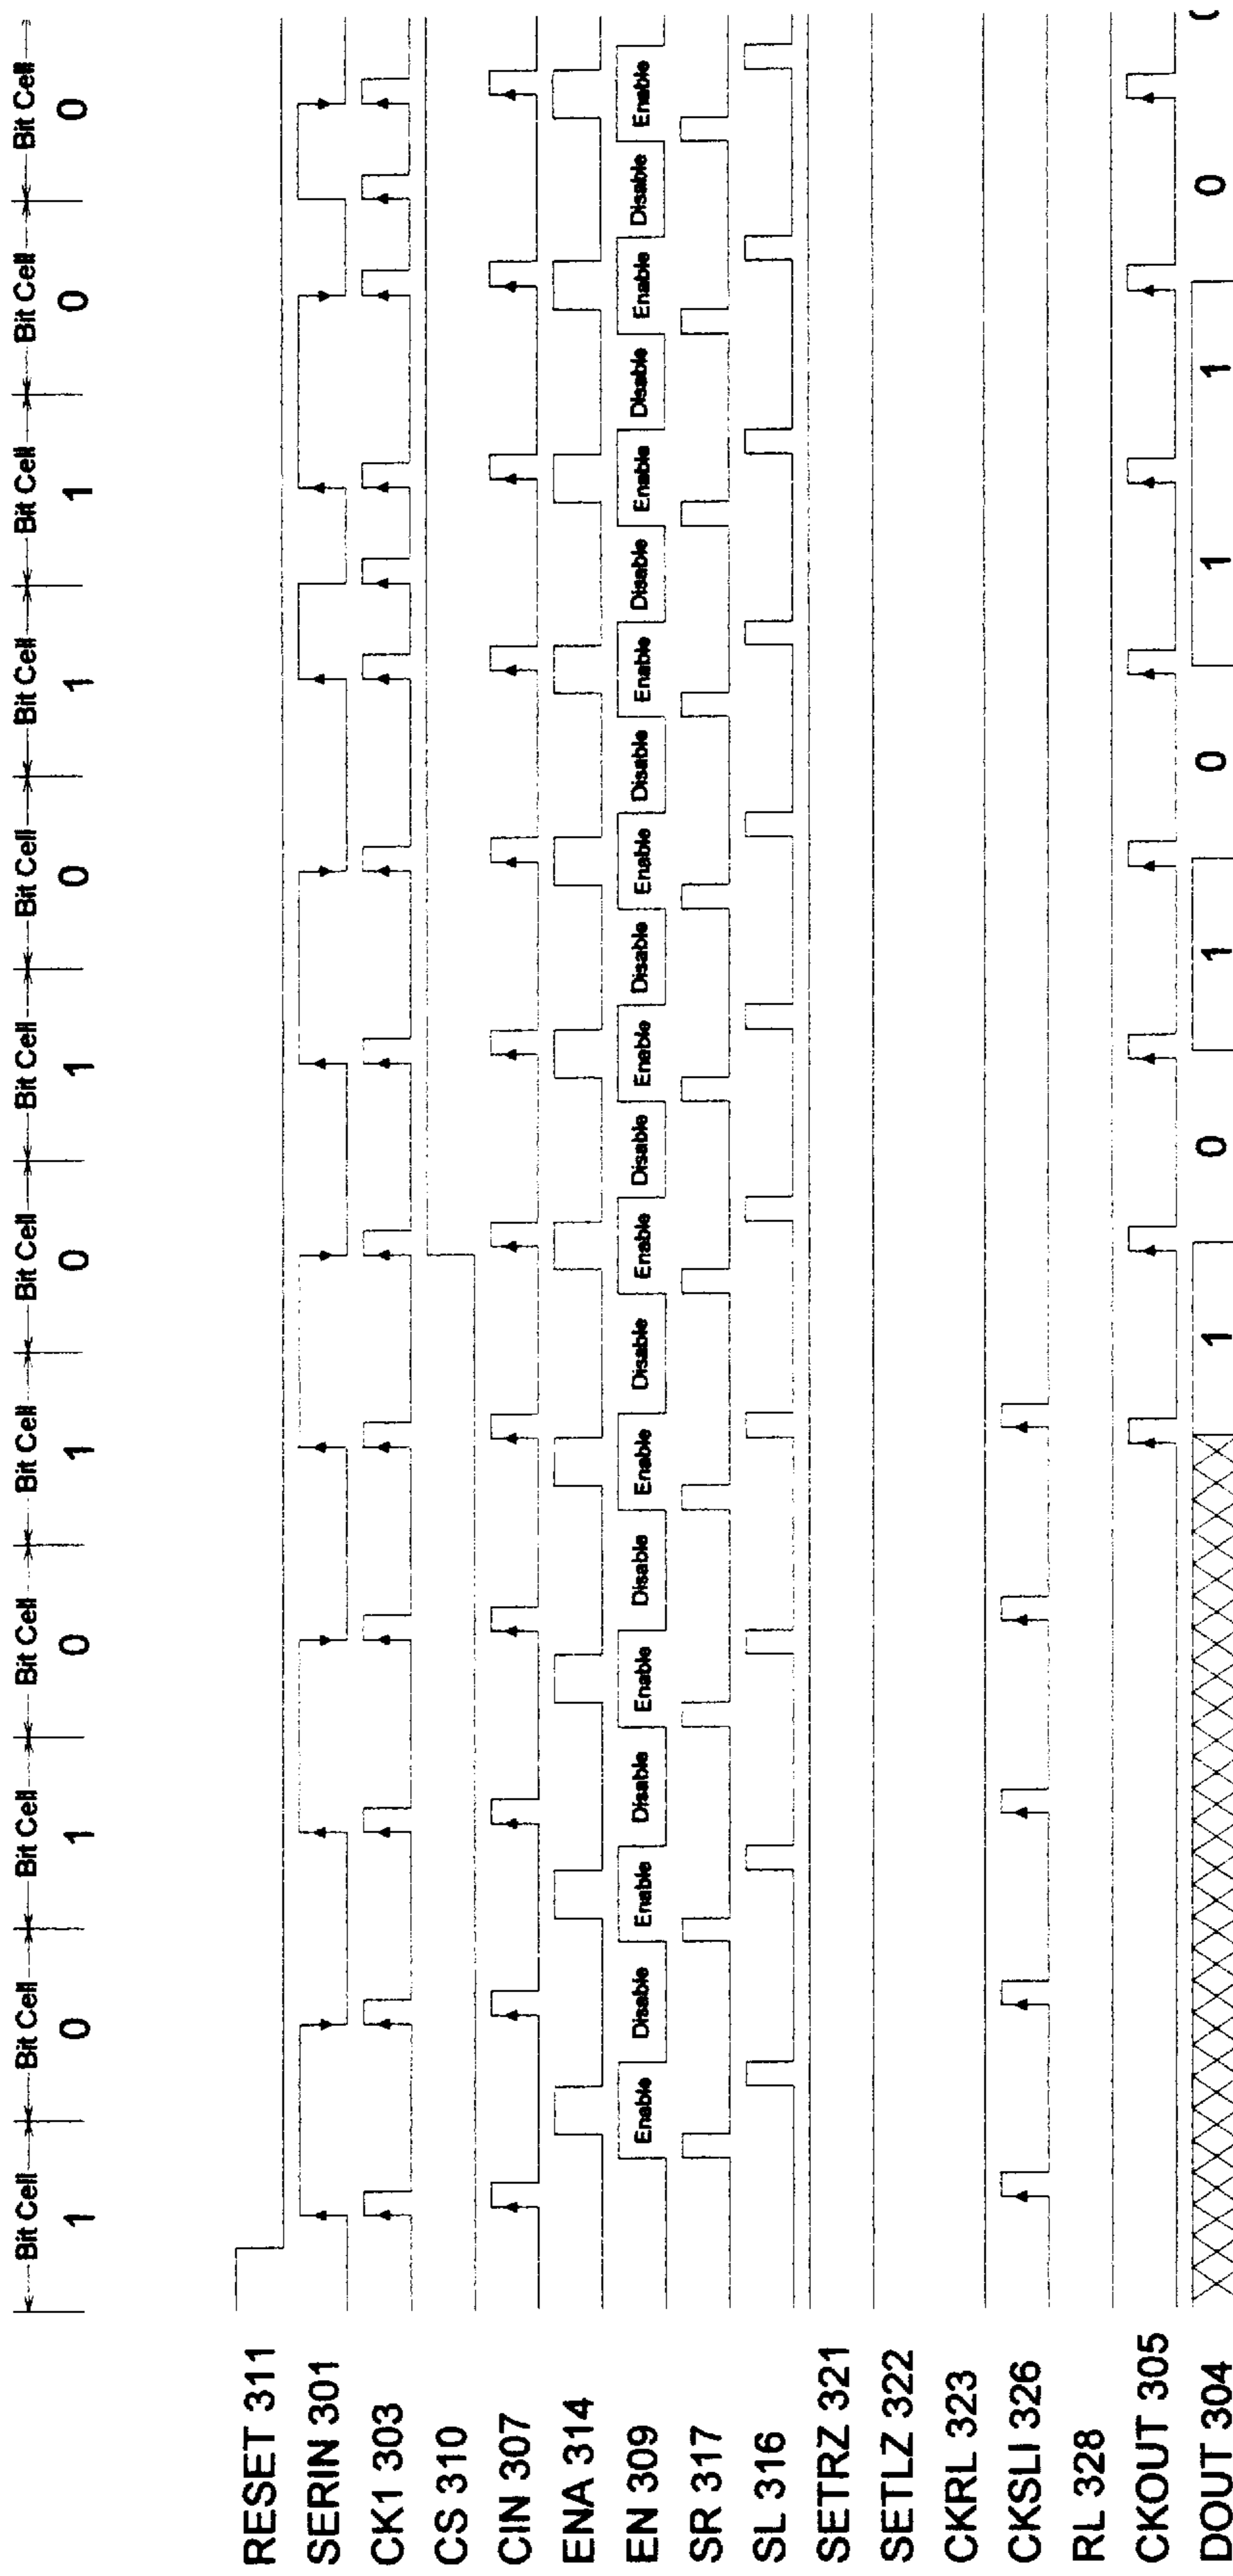 Bit Cell Bit Cell Bit Cell Bit Cell Bit Cell Bit Cell Bit Cell Bit Cell Bit Cell Bit Cell Bit Cell Bit Cell
1 0 1 0 1 0 1 0 1 1 0 0
RESET 311
SERIN 301
CK1 303
CS 310
CIN 307
ENA 314
EN 309 Enable Disable Enable Disable Enable Disable Enable Disable Enable Disable Enable Disable Enable Disable Enable Disable Enable Disable Enable Disable Enable
SR 317
SL 316
SETRZ 321
SETLZ 322
CKRL 323
CKSLI 326
RL 328
CKOUT 305
DOUT 304 1 0 1 0 1 1 0